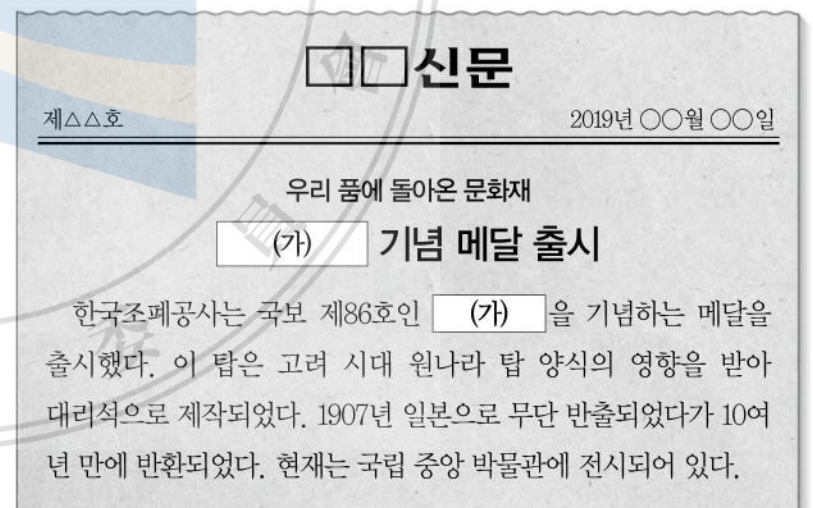 □□신문
제△△호 2019년 ○○월 ○○일
우리 품에 돌아온 문화재
(가) 기념 메달 출시
한국조폐공사는 국보 제86호인 (가) 을 기념하는 메달을
출시했다. 이 탑은 고려 시대 원나라 탑 양식의 영향을 받아
대리석으로 제작되었다. 1907년 일본으로 무단 반출되었다가 10여
년 만에 반환되었다. 현재는 국립 중앙 박물관에 전시되어 있다.